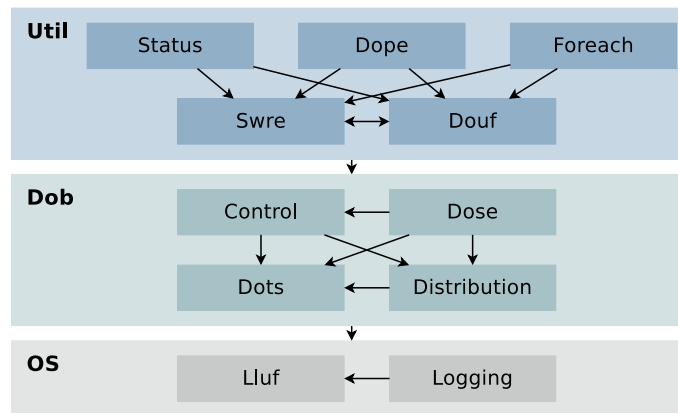 Util
Status Dope Foreach
Swre Douf
Dob
Control Dose
Dots Distribution
OS
Lluf Logging